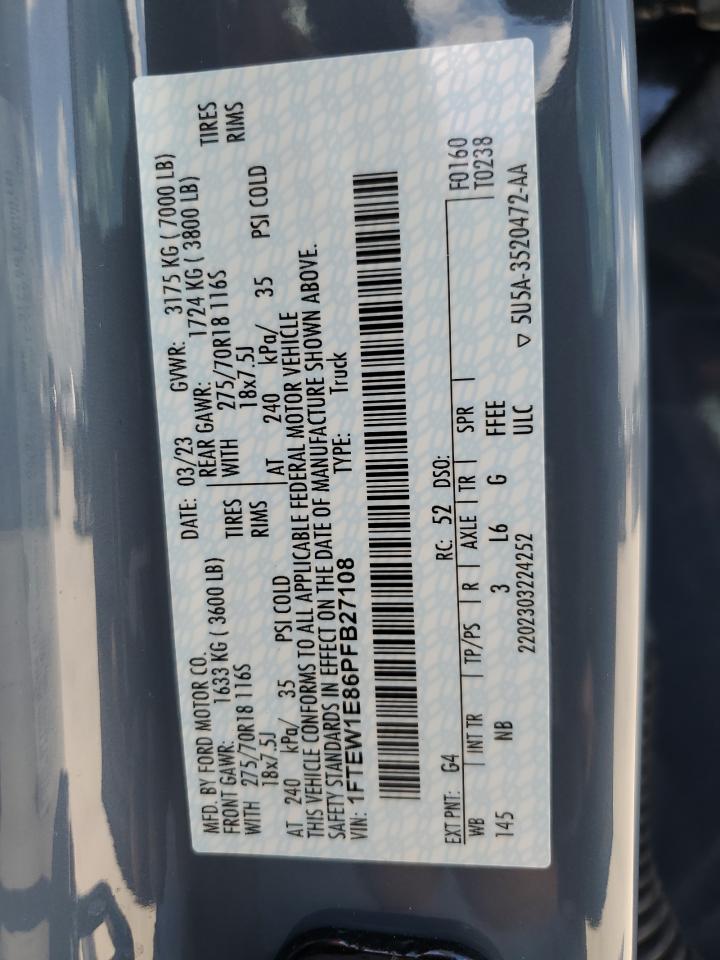 MFD. BY FORD MOTOR CO.
DATE: 03/23 GVWR: 3175 KG ( 7000 LB)
FRONT GAWR: 1633 KG ( 3600 LB)
REAR GAWR: 1724 KG ( 3800 LB)
WITH 275/70R18 116S TIRES
18x7.5J RIMS
AT 240 kPa/ 35 PSI COLD
WITH 275/70R18 116S TIRES
18x7.5J RIMS
AT 240 kPa/ 35 PSI COLD
THIS VEHICLE CONFORMS TO ALL APPLICABLE FEDERAL MOTOR VEHICLE
SAFETY STANDARDS IN EFFECT ON THE DATE OF MANUFACTURE SHOWN ABOVE.
VIN: 1FTEW1E86PFB27108 TYPE: Truck
F0160
T0238
EXT PNT: G4 RC: 52 DSO:
WB INT TR TP/PS R AXLE TR SPR
145 NB 3 L6 G FFEE
2202303224252 ULC
▽ 5U5A-3520472-AA